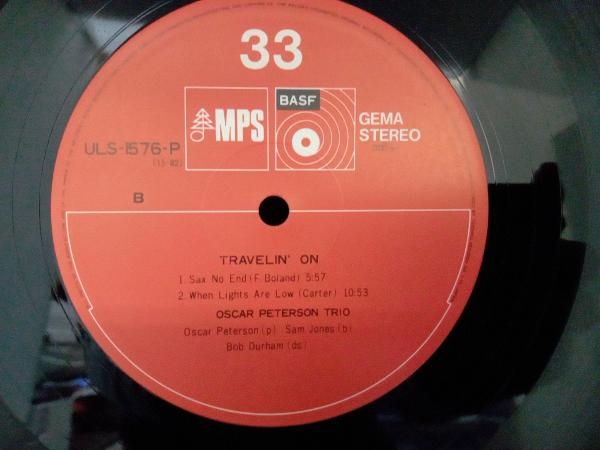 33
MPS
BASF
GEMA
STEREO
ULS-1576-P
B
TRAVELIN' ON
1. Sax No End (F. Boland) 5:57
2. When Lights Are Low (Carter) 10:53
OSCAR PETERSON TRIO
Oscar Peterson (p) Sam Jones (b)
Bob Durham (ds)